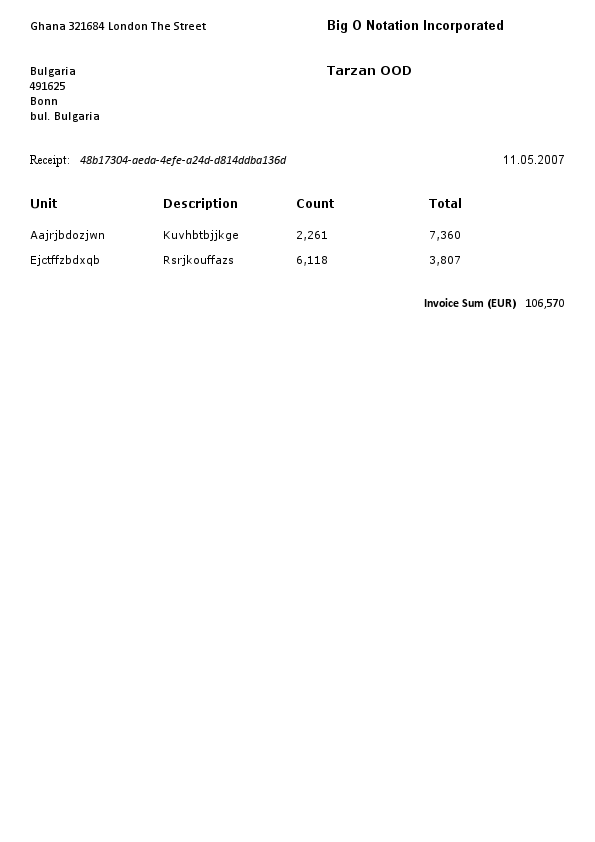 Ghana 321684 London The Street Big O Notation Incorporated
Bulgaria Tarzan OOD
491625
Bonn
bul. Bulgaria
Receipt: 48b17304-aeda-4efe-a24d-d814ddba136d 11.05.2007
Unit Description Count Total
Aajrjbdozjwn Kuvhbtbjjkge 2,261 7,360
Ejctffzbdxqb Rsrjkouffazs 6,118 3,807
Invoice Sum (EUR) 106,570